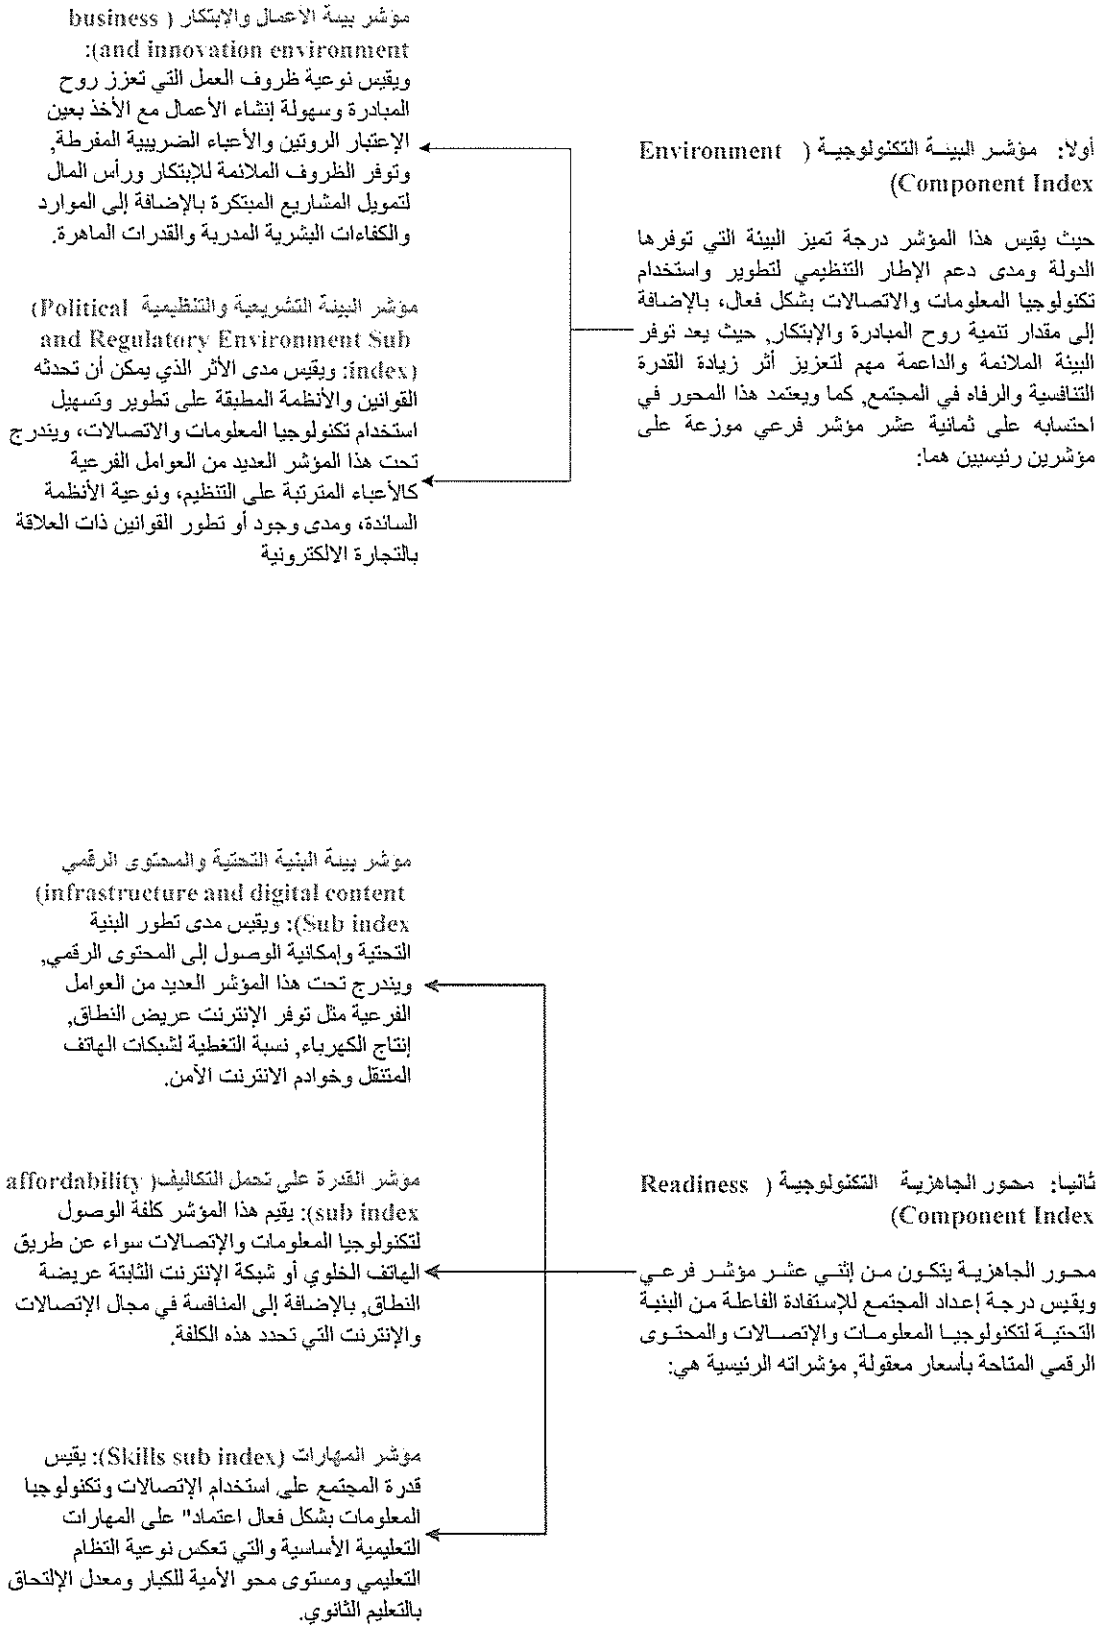 أولا: مؤشر البيئة التكنولوجية ( Environment
Component Index)
حيث يقيس هذا المؤشر درجة تميز البيئة التي توفرها
الدولة ومدى دعم الإطار التنظيمي لتطوير واستخدام
تكنولوجيا المعلومات والاتصالات بشكل فعال، بالإضافة
إلى مقدار تنمية روح المبادرة والإبتكار, حيث يعد توفر
البيئة الملائمة والداعمة مهم لتعزيز أثر زيادة القدرة
التنافسية والرفاه في المجتمع, كما ويعتمد هذا المحور في
احتسابه على ثمانية عشر مؤشر فرعي موزعة على
مؤشرين رئيسيين هما:
مؤشر بيئة الأعمال والإبتكار ( business
and innovation environment):
ويقيس نوعية ظروف العمل التي تعزز روح
المبادرة وسهولة إنشاء الأعمال مع الأخذ بعين
الإعتبار الروتين والأعباء الضريبية المفرطة,
وتوفر الظروف الملائمة للإبتكار ورأس المال
لتمويل المشاريع المبتكرة بالإضافة إلى الموارد
والكفاءات البشرية المدربة والقدرات الماهرة.
مؤشر البيئة التشريعية والتنظيمية Political)
and Regulatory Environment Sub
index): ويقيس مدى الأثر الذي يمكن أن تحدثه
القوانين والأنظمة المطبقة على تطوير وتسهيل
استخدام تكنولوجيا المعلومات والاتصالات، ويندرج
تحت هذا المؤشر العديد من العوامل الفرعية
كالأعباء المترتبة على التنظيم، ونوعية الأنظمة
السائدة، ومدى وجود أو تطور القوانين ذات العلاقة
بالتجارة الالكترونية
ثانيا: محور الجاهزية التكنولوجية ( Readiness
Component Index)
محور الجاهزية يتكون من إثني عشر مؤشر فرعي
ويقيس درجة إعداد المجتمع للإستفادة الفاعلة من البنية
التحتية لتكنولوجيا المعلومات والإتصالات والمحتوى
الرقمي المتاحة بأسعار معقولة, مؤشراته الرئيسية هي:
مؤشر بيئة البنية التحتية والمحتوى الرقمي
infrastructure and digital content)
Sub index): ويقيس مدى تطور البنية
التحتية وإمكانية الوصول إلى المحتوى الرقمي,
ويندرج تحت هذا المؤشر العديد من العوامل
الفرعية مثل توفر الإنترنت عريض النطاق,
إنتاج الكهرباء, نسبة التغطية لشبكات الهاتف
المتنقل وخوادم الانترنت الآمن.
مؤشر القدرة على تحمل التكاليف( affordability
sub index): يقيم هذا المؤشر كلفة الوصول
لتكنولوجيا المعلومات والإتصالات سواء عن طريق
الهاتف الخلوي أو شبكة الإنترنت الثابتة عريضة
النطاق, بالإضافة إلى المنافسة في مجال الإتصالات
والإنترنت التي تحدد هذه الكلفة.
مؤشر المهارات (Skills sub index): يقيس
قدرة المجتمع على استخدام الإتصالات وتكنولوجيا
المعلومات بشكل فعال اعتماد" على المهارات
التعليمية الأساسية والتي تعكس نوعية النظام
التعليمي ومستوى محو الأمية للكبار ومعدل الإلتحاق
بالتعليم الثانوي.